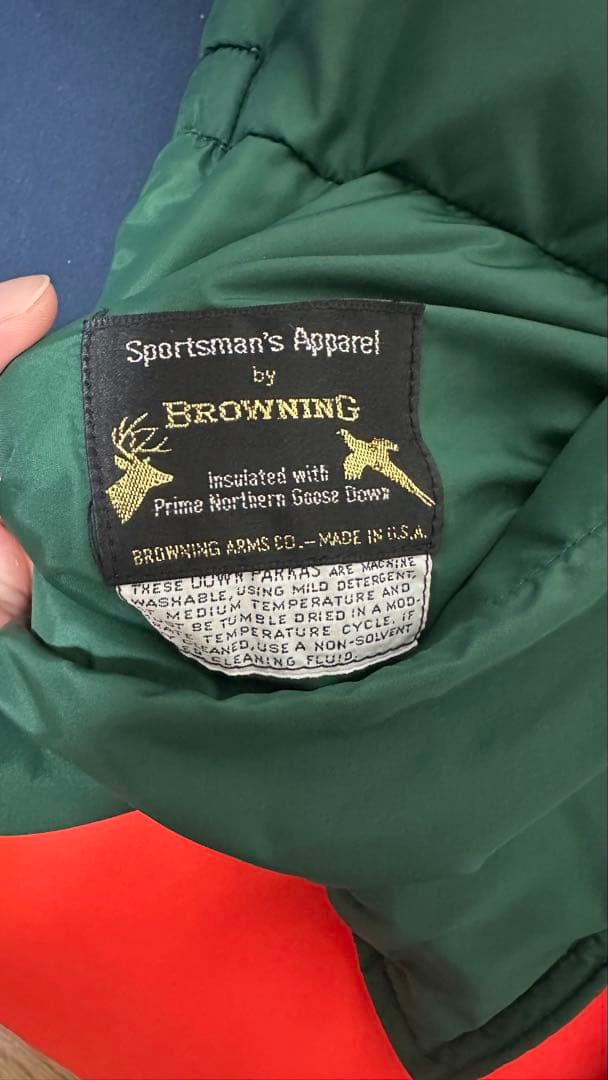 Sportsman's Apparel
by
BROWNING
Insulated with
Prime Northern Goose Down
BROWNING ARMS CO.—MADE IN U.S.A.
THESE DOWN PARKAS ARE MACHINE
WASHABLE, USING MILD DETERGENT,
MEDIUM TEMPERATURE AND
BE TUMBLE DRIED IN A MOD-
TEMPERATURE CYCLE. IF
USE A NON-SOLVENT
CLEANING FLUID.